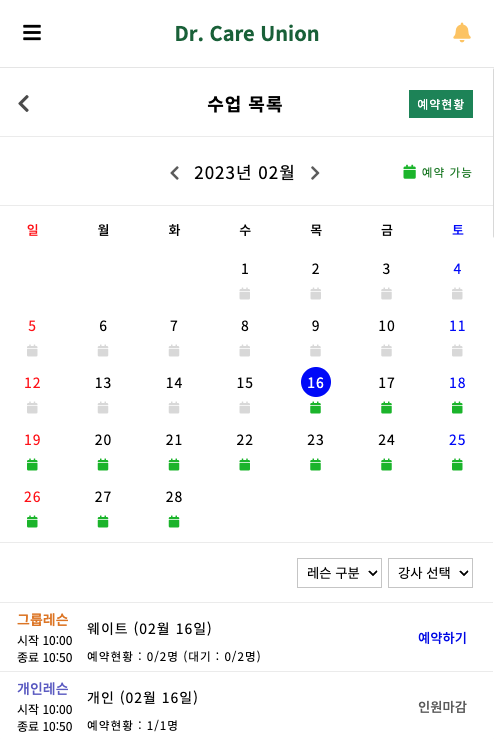 Dr. Care Union
수업 목록
예약현황
2023년 02월
예약 가능
일 월 화 수 목 금 토
1 2 3 4
5 6 7 8 9 10 11
12 13 14 15 16 17 18
19 20 21 22 23 24 25
26 27 28
레슨 구분 강사 선택
그룹레슨
시작 10:00
종료 10:50
웨이트 (02월 16일)
예약현황 : 0/2명 (대기 : 0/2명)
예약하기
개인레슨
시작 10:00
종료 10:50
개인 (02월 16일)
예약현황 : 1/1명
인원마감